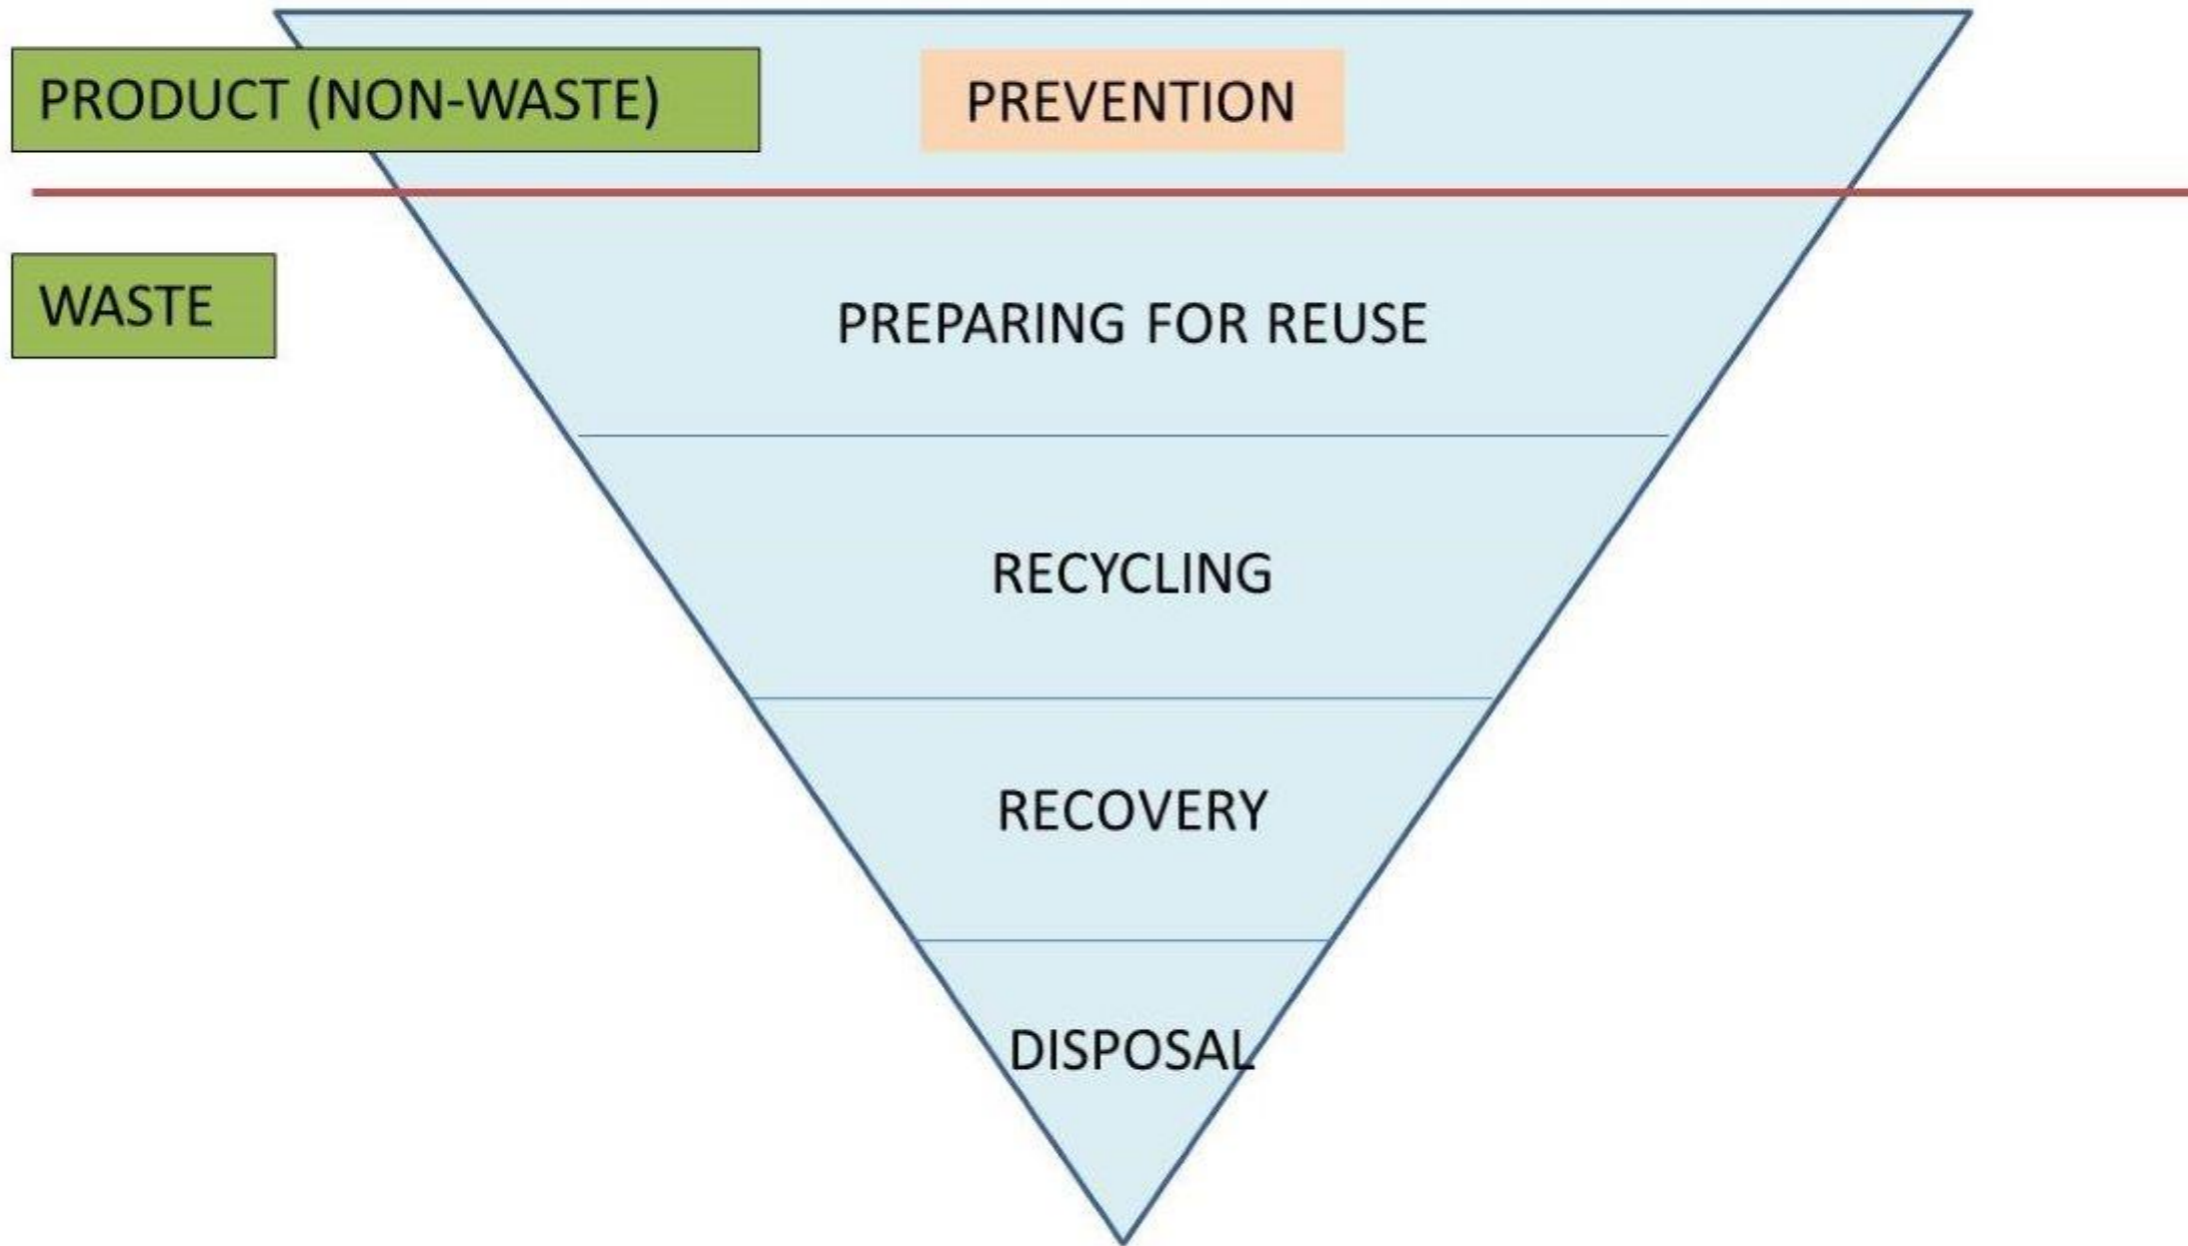 PRODUCT (NON-WASTE)
PREVENTION
WASTE
PREPARING FOR REUSE
RECYCLING
RECOVERY
DISPOSAL